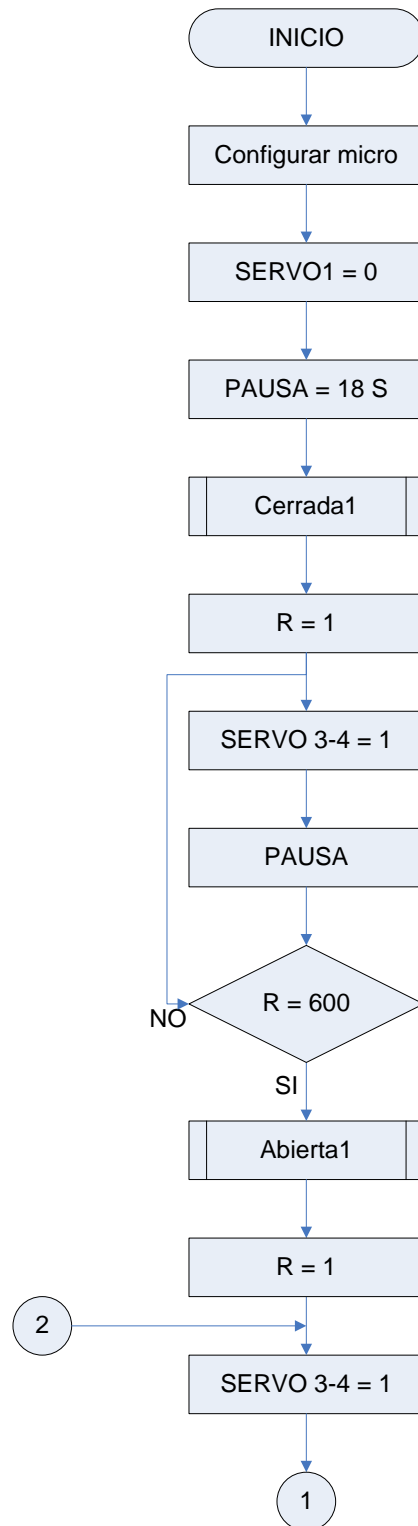 INICIO
Configurar micro
SERVO1 = 0
PAUSA = 18 S
Cerrada1
R = 1
SERVO 3-4 = 1
PAUSA
R = 600
NO
SI
Abierta1
R = 1
2
SERVO 3-4 = 1
1